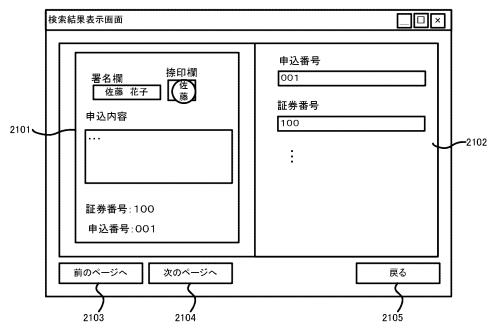 検索結果表示画面
署名欄
捺印欄
佐藤 花子
佐
藤
申込内容
...
証券番号:100
申込番号:001
申込番号
001
証券番号
100
⋮
前のページへ
次のページへ
戻る
2101
2102
2103
2104
2105